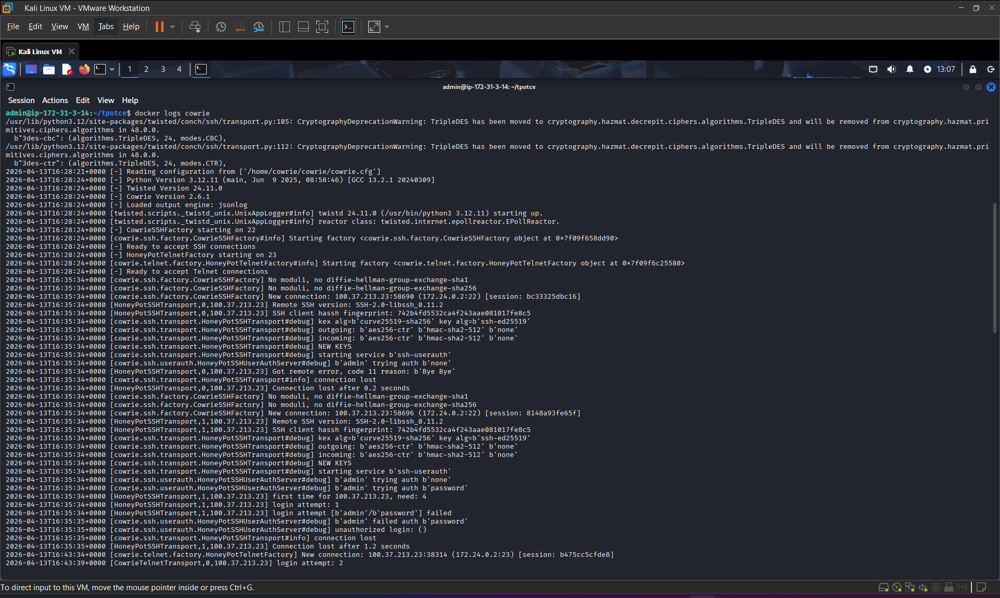 Kali Linux VM - VMware Workstation
File Edit View VM Tabs Help
Kali Linux VM
1 2 3 4 13:07
admin@ip-172-31-3-14: ~/tpotce
Session Actions Edit View Help
admin@ip-172-31-3-14:~/tpotce$ docker logs cowrie
/usr/lib/python3.12/site-packages/twisted/conch/ssh/transport.py:105: CryptographyDeprecationWarning: TripleDES has been moved to cryptography.hazmat.decrepit.ciphers.algorithms.TripleDES and will be removed from cryptography.hazmat.pri
mitives.ciphers.algorithms in 48.0.0.
b"3des-cbc": (algorithms.TripleDES, 24, modes.CBC),
/usr/lib/python3.12/site-packages/twisted/conch/ssh/transport.py:112: CryptographyDeprecationWarning: TripleDES has been moved to cryptography.hazmat.decrepit.ciphers.algorithms.TripleDES and will be removed from cryptography.hazmat.pri
mitives.ciphers.algorithms in 48.0.0.
b"3des-ctr": (algorithms.TripleDES, 24, modes.CTR),
2026-04-13T16:28:21+0000 [-] Reading configuration from ['/home/cowrie/cowrie/cowrie.cfg']
2026-04-13T16:28:24+0000 [-] Python Version 3.12.11 (main, Jun  9 2025, 08:58:46) [GCC 13.2.1 20240309]
2026-04-13T16:28:24+0000 [-] Twisted Version 24.11.0
2026-04-13T16:28:24+0000 [-] Cowrie Version 2.6.1
2026-04-13T16:28:24+0000 [-] Loaded output engine: jsonlog
2026-04-13T16:28:24+0000 [twisted.scripts._twistd_unix.UnixAppLogger#info] twistd 24.11.0 (/usr/bin/python3 3.12.11) starting up.
2026-04-13T16:28:24+0000 [twisted.scripts._twistd_unix.UnixAppLogger#info] reactor class: twisted.internet.epollreactor.EPollReactor.
2026-04-13T16:28:24+0000 [-] CowrieSSHFactory starting on 22
2026-04-13T16:28:24+0000 [cowrie.ssh.factory.CowrieSSHFactory#info] Starting factory <cowrie.ssh.factory.CowrieSSHFactory object at 0×7f09f658dd90>
2026-04-13T16:28:24+0000 [-] Ready to accept SSH connections
2026-04-13T16:28:24+0000 [-] HoneyPotTelnetFactory starting on 23
2026-04-13T16:28:24+0000 [cowrie.telnet.factory.HoneyPotTelnetFactory#info] Starting factory <cowrie.telnet.factory.HoneyPotTelnetFactory object at 0×7f09f6c25580>
2026-04-13T16:28:24+0000 [-] Ready to accept Telnet connections
2026-04-13T16:35:34+0000 [cowrie.ssh.factory.CowrieSSHFactory] No moduli, no diffie-hellman-group-exchange-sha1
2026-04-13T16:35:34+0000 [cowrie.ssh.factory.CowrieSSHFactory] No moduli, no diffie-hellman-group-exchange-sha256
2026-04-13T16:35:34+0000 [cowrie.ssh.factory.CowrieSSHFactory] New connection: 100.37.213.23:58690 (172.24.0.2:22) [session: bc33325dbc16]
2026-04-13T16:35:34+0000 [HoneyPotSSHTransport,0,100.37.213.23] Remote SSH version: SSH-2.0-libssh_0.11.2
2026-04-13T16:35:34+0000 [HoneyPotSSHTransport,0,100.37.213.23] SSH client hassh fingerprint: 742b4fd5532ca4f243aae081017fe8c5
2026-04-13T16:35:34+0000 [cowrie.ssh.transport.HoneyPotSSHTransport#debug] kex alg=b'curve25519-sha256' key alg=b'ssh-ed25519'
2026-04-13T16:35:34+0000 [cowrie.ssh.transport.HoneyPotSSHTransport#debug] outgoing: b'aes256-ctr' b'hmac-sha2-512' b'none'
2026-04-13T16:35:34+0000 [cowrie.ssh.transport.HoneyPotSSHTransport#debug] incoming: b'aes256-ctr' b'hmac-sha2-512' b'none'
2026-04-13T16:35:34+0000 [cowrie.ssh.transport.HoneyPotSSHTransport#debug] NEW KEYS
2026-04-13T16:35:34+0000 [cowrie.ssh.transport.HoneyPotSSHTransport#debug] starting service b'ssh-userauth'
2026-04-13T16:35:34+0000 [cowrie.ssh.userauth.HoneyPotSSHUserAuthServer#debug] b'admin' trying auth b'none'
2026-04-13T16:35:34+0000 [HoneyPotSSHTransport,0,100.37.213.23] Got remote error, code 11 reason: b'Bye Bye'
2026-04-13T16:35:34+0000 [cowrie.ssh.transport.HoneyPotSSHTransport#info] connection lost
2026-04-13T16:35:34+0000 [HoneyPotSSHTransport,0,100.37.213.23] Connection lost after 0.2 seconds
2026-04-13T16:35:34+0000 [cowrie.ssh.factory.CowrieSSHFactory] No moduli, no diffie-hellman-group-exchange-sha1
2026-04-13T16:35:34+0000 [cowrie.ssh.factory.CowrieSSHFactory] No moduli, no diffie-hellman-group-exchange-sha256
2026-04-13T16:35:34+0000 [cowrie.ssh.factory.CowrieSSHFactory] New connection: 100.37.213.23:58696 (172.24.0.2:22) [session: 8148a93fe65f]
2026-04-13T16:35:34+0000 [HoneyPotSSHTransport,1,100.37.213.23] Remote SSH version: SSH-2.0-libssh_0.11.2
2026-04-13T16:35:34+0000 [HoneyPotSSHTransport,1,100.37.213.23] SSH client hassh fingerprint: 742b4fd5532ca4f243aae081017fe8c5
2026-04-13T16:35:34+0000 [cowrie.ssh.transport.HoneyPotSSHTransport#debug] kex alg=b'curve25519-sha256' key alg=b'ssh-ed25519'
2026-04-13T16:35:34+0000 [cowrie.ssh.transport.HoneyPotSSHTransport#debug] outgoing: b'aes256-ctr' b'hmac-sha2-512' b'none'
2026-04-13T16:35:34+0000 [cowrie.ssh.transport.HoneyPotSSHTransport#debug] incoming: b'aes256-ctr' b'hmac-sha2-512' b'none'
2026-04-13T16:35:34+0000 [cowrie.ssh.transport.HoneyPotSSHTransport#debug] NEW KEYS
2026-04-13T16:35:34+0000 [cowrie.ssh.transport.HoneyPotSSHTransport#debug] starting service b'ssh-userauth'
2026-04-13T16:35:34+0000 [cowrie.ssh.userauth.HoneyPotSSHUserAuthServer#debug] b'admin' trying auth b'none'
2026-04-13T16:35:34+0000 [cowrie.ssh.userauth.HoneyPotSSHUserAuthServer#debug] b'admin' trying auth b'password'
2026-04-13T16:35:34+0000 [HoneyPotSSHTransport,1,100.37.213.23] first time for 100.37.213.23, need: 4
2026-04-13T16:35:34+0000 [HoneyPotSSHTransport,1,100.37.213.23] login attempt: 1
2026-04-13T16:35:34+0000 [HoneyPotSSHTransport,1,100.37.213.23] login attempt [b'admin'/b'password'] failed
2026-04-13T16:35:35+0000 [cowrie.ssh.userauth.HoneyPotSSHUserAuthServer#debug] b'admin' failed auth b'password'
2026-04-13T16:35:35+0000 [cowrie.ssh.userauth.HoneyPotSSHUserAuthServer#debug] unauthorized login: ()
2026-04-13T16:35:35+0000 [cowrie.ssh.transport.HoneyPotSSHTransport#info] connection lost
2026-04-13T16:35:35+0000 [HoneyPotSSHTransport,1,100.37.213.23] Connection lost after 1.2 seconds
2026-04-13T16:43:34+0000 [cowrie.telnet.factory.HoneyPotTelnetFactory] New connection: 100.37.213.23:38314 (172.24.0.2:23) [session: b475cc5cfde8]
2026-04-13T16:43:39+0000 [CowrieTelnetTransport,0,100.37.213.23] login attempt: 2
To direct input to this VM, move the mouse pointer inside or press Ctrl+G.